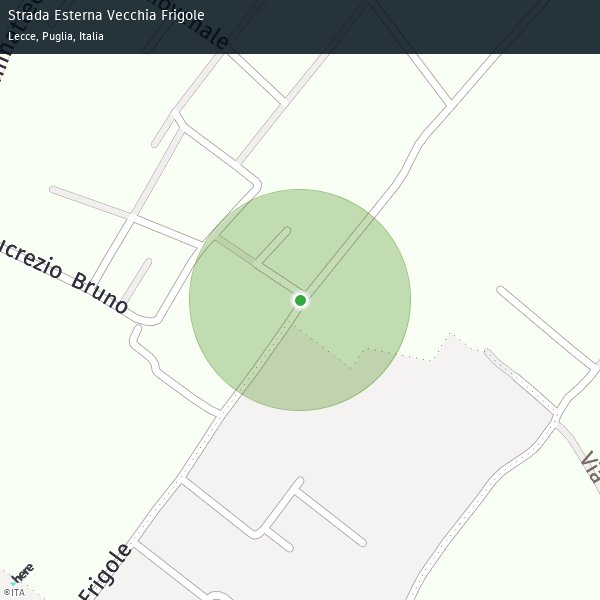 Strada Esterna Vecchia Frigole
Lecce, Puglia, Italia
ucrezio Bruno
Via
Frigole
here
©ITA